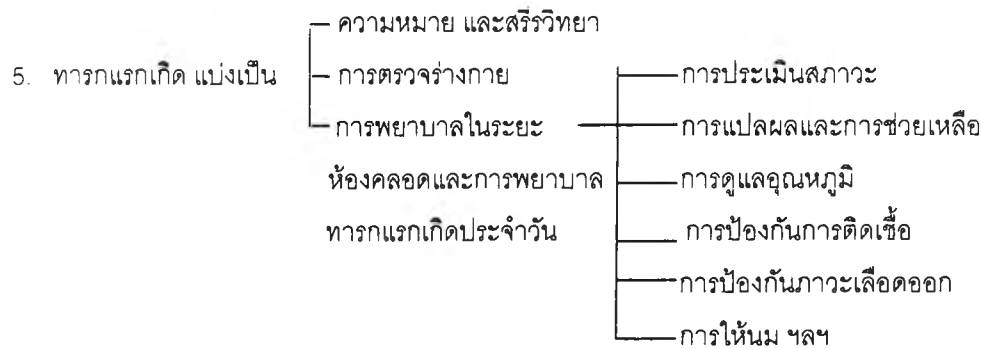 ความหมาย และสรีรวิทยา
5. ทารกแรกเกิด แบ่งเป็น
การตรวจร่างกาย
การประเมินสภาวะ
การพยาบาลในระยะ
การแปลผลและการช่วยเหลือ
ห้องคลอดและการพยาบาล
การดูแลอุณหภูมิ
ทารกแรกเกิดประจำวัน
การป้องกันการติดเชื้อ
การป้องกันภาวะเลือดออก
การให้นม ฯลฯ